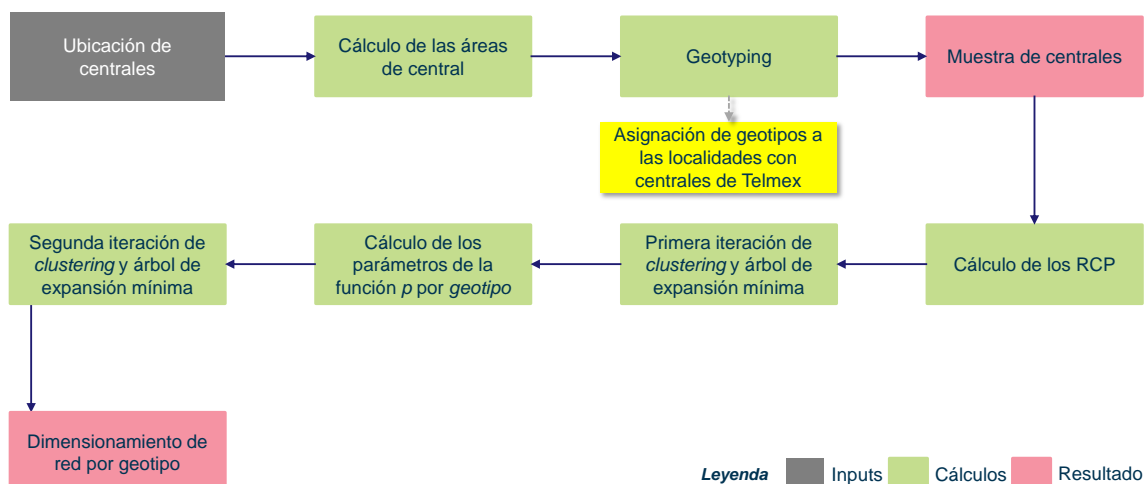 Ubicación de
centrales
Cálculo de las áreas
de central
Geotyping
Muestra de centrales
Asignación de geotipos a
las localidades con
centrales de Telmex
Segunda iteración de
clustering y árbol de
expansión mínima
Cálculo de los
parámetros de la
función p por geotipo
Primera iteración de
clustering y árbol de
expansión mínima
Cálculo de los RCP
Dimensionamiento de
red por geotipo
Leyenda Inputs Cálculos Resultado